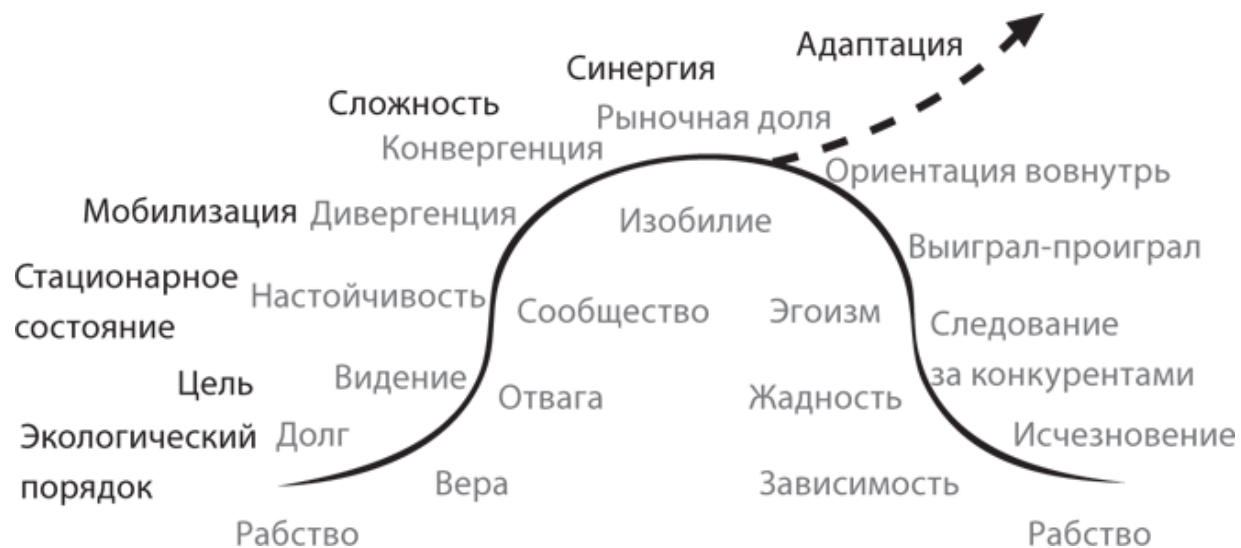 Адаптация
Синергия
Сложность
Рыночная доля
Конвергенция
Ориентация вовнутрь
Мобилизация Дивергенция
Изобилие
Выиграл-проиграл
Стационарное
состояние
Настойчивость
Сообщество
Эгоизм
Следование
за конкурентами
Цель
Видение
Отвага
Жадность
Экологический
порядок
Долг
Исчезновение
Вера
Зависимость
Рабство
Рабство